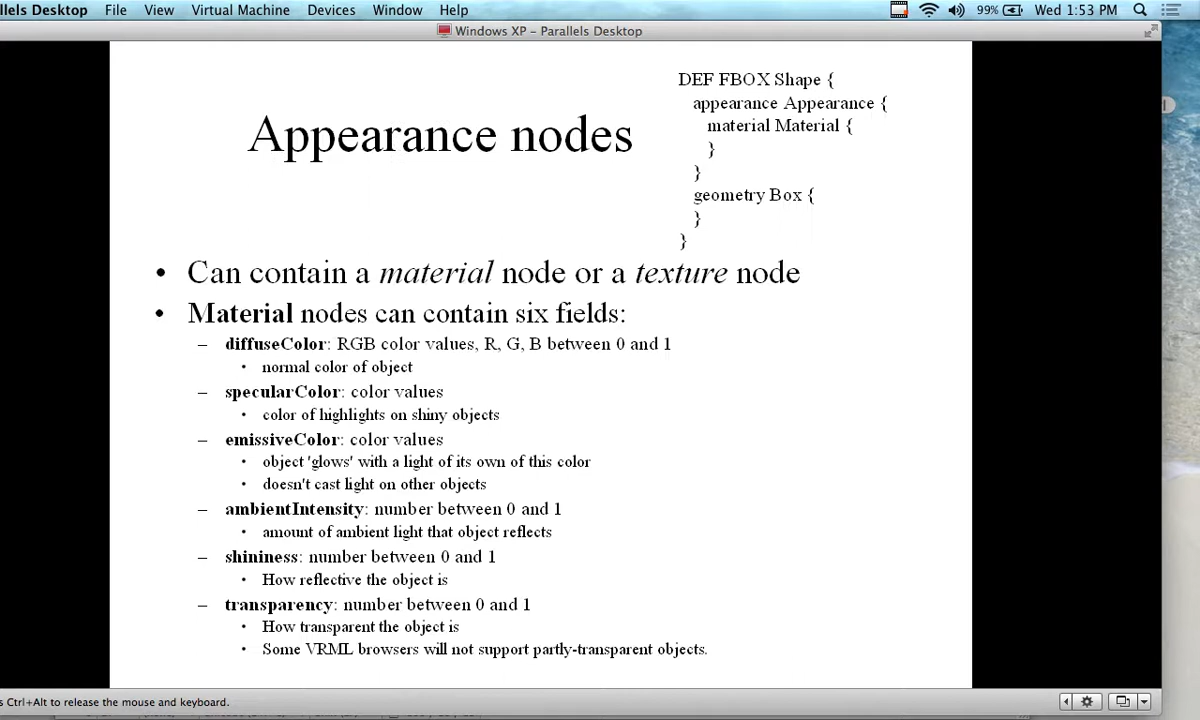 llels Desktop File View Virtual Machine Devices Window Help 99% Wed 1:53 PM
Windows XP – Parallels Desktop
DEF FBOX Shape {
appearance Appearance {
material Material {
}
}
geometry Box {
}
}
Appearance nodes
• Can contain a material node or a texture node
• Material nodes can contain six fields:
– diffuseColor: RGB color values, R, G, B between 0 and 1
• normal color of object
– specularColor: color values
• color of highlights on shiny objects
– emissiveColor: color values
• object 'glows' with a light of its own of this color
• doesn't cast light on other objects
– ambientIntensity: number between 0 and 1
• amount of ambient light that object reflects
– shininess: number between 0 and 1
• How reflective the object is
– transparency: number between 0 and 1
• How transparent the object is
• Some VRML browsers will not support partly-transparent objects.
s Ctrl+Alt to release the mouse and keyboard.